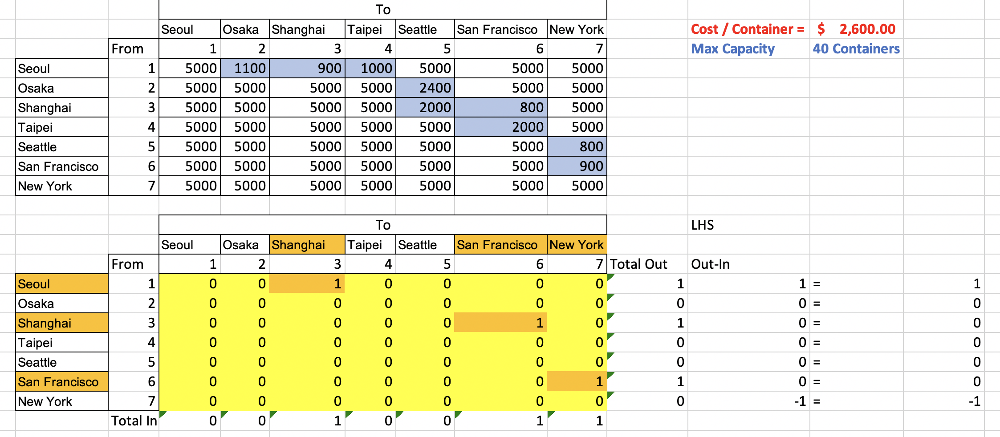 To
Seoul Osaka Shanghai Taipei Seattle San Francisco New York Cost / Container = $ 2,600.00
From 1 2 3 4 5 6 7 Max Capacity 40 Containers
Seoul 1 5000 1100 900 1000 5000 5000 5000
Osaka 2 5000 5000 5000 5000 2400 5000 5000
Shanghai 3 5000 5000 5000 5000 2000 800 5000
Taipei 4 5000 5000 5000 5000 5000 2000 5000
Seattle 5 5000 5000 5000 5000 5000 5000 800
San Francisco 6 5000 5000 5000 5000 5000 5000 900
New York 7 5000 5000 5000 5000 5000 5000 5000
To LHS
Seoul Osaka Shanghai Taipei Seattle San Francisco New York
From 1 2 3 4 5 6 7 Total Out Out-In
Seoul 1 0 0 1 0 0 0 0 1 1 = 1
Osaka 2 0 0 0 0 0 0 0 0 0 = 0
Shanghai 3 0 0 0 0 0 1 0 1 0 = 0
Taipei 4 0 0 0 0 0 0 0 0 0 = 0
Seattle 5 0 0 0 0 0 0 0 0 0 = 0
San Francisco 6 0 0 0 0 0 0 1 1 0 = 0
New York 7 0 0 0 0 0 0 0 0 -1 = -1
Total In 0 0 1 0 0 1 1